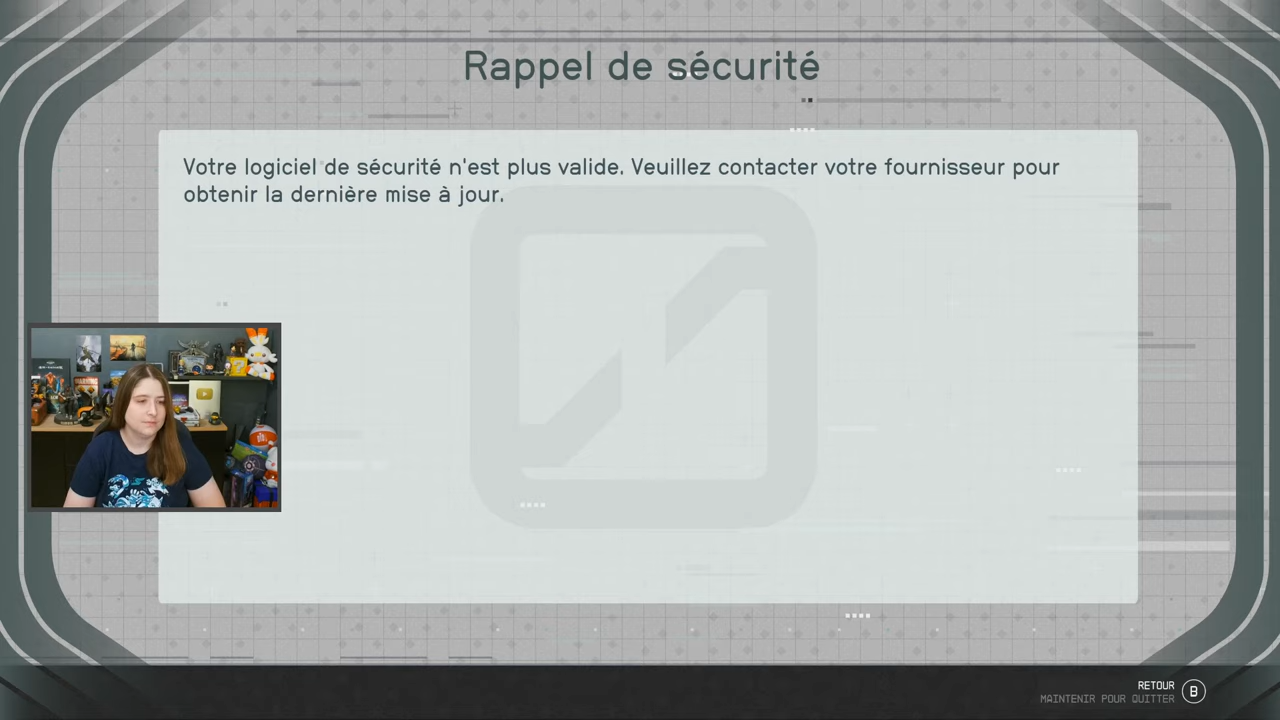 Rappel de sécurité
Votre logiciel de sécurité n'est plus valide. Veuillez contacter votre fournisseur pour
obtenir la dernière mise à jour.
RETOUR
MAINTENIR POUR QUITTER
B